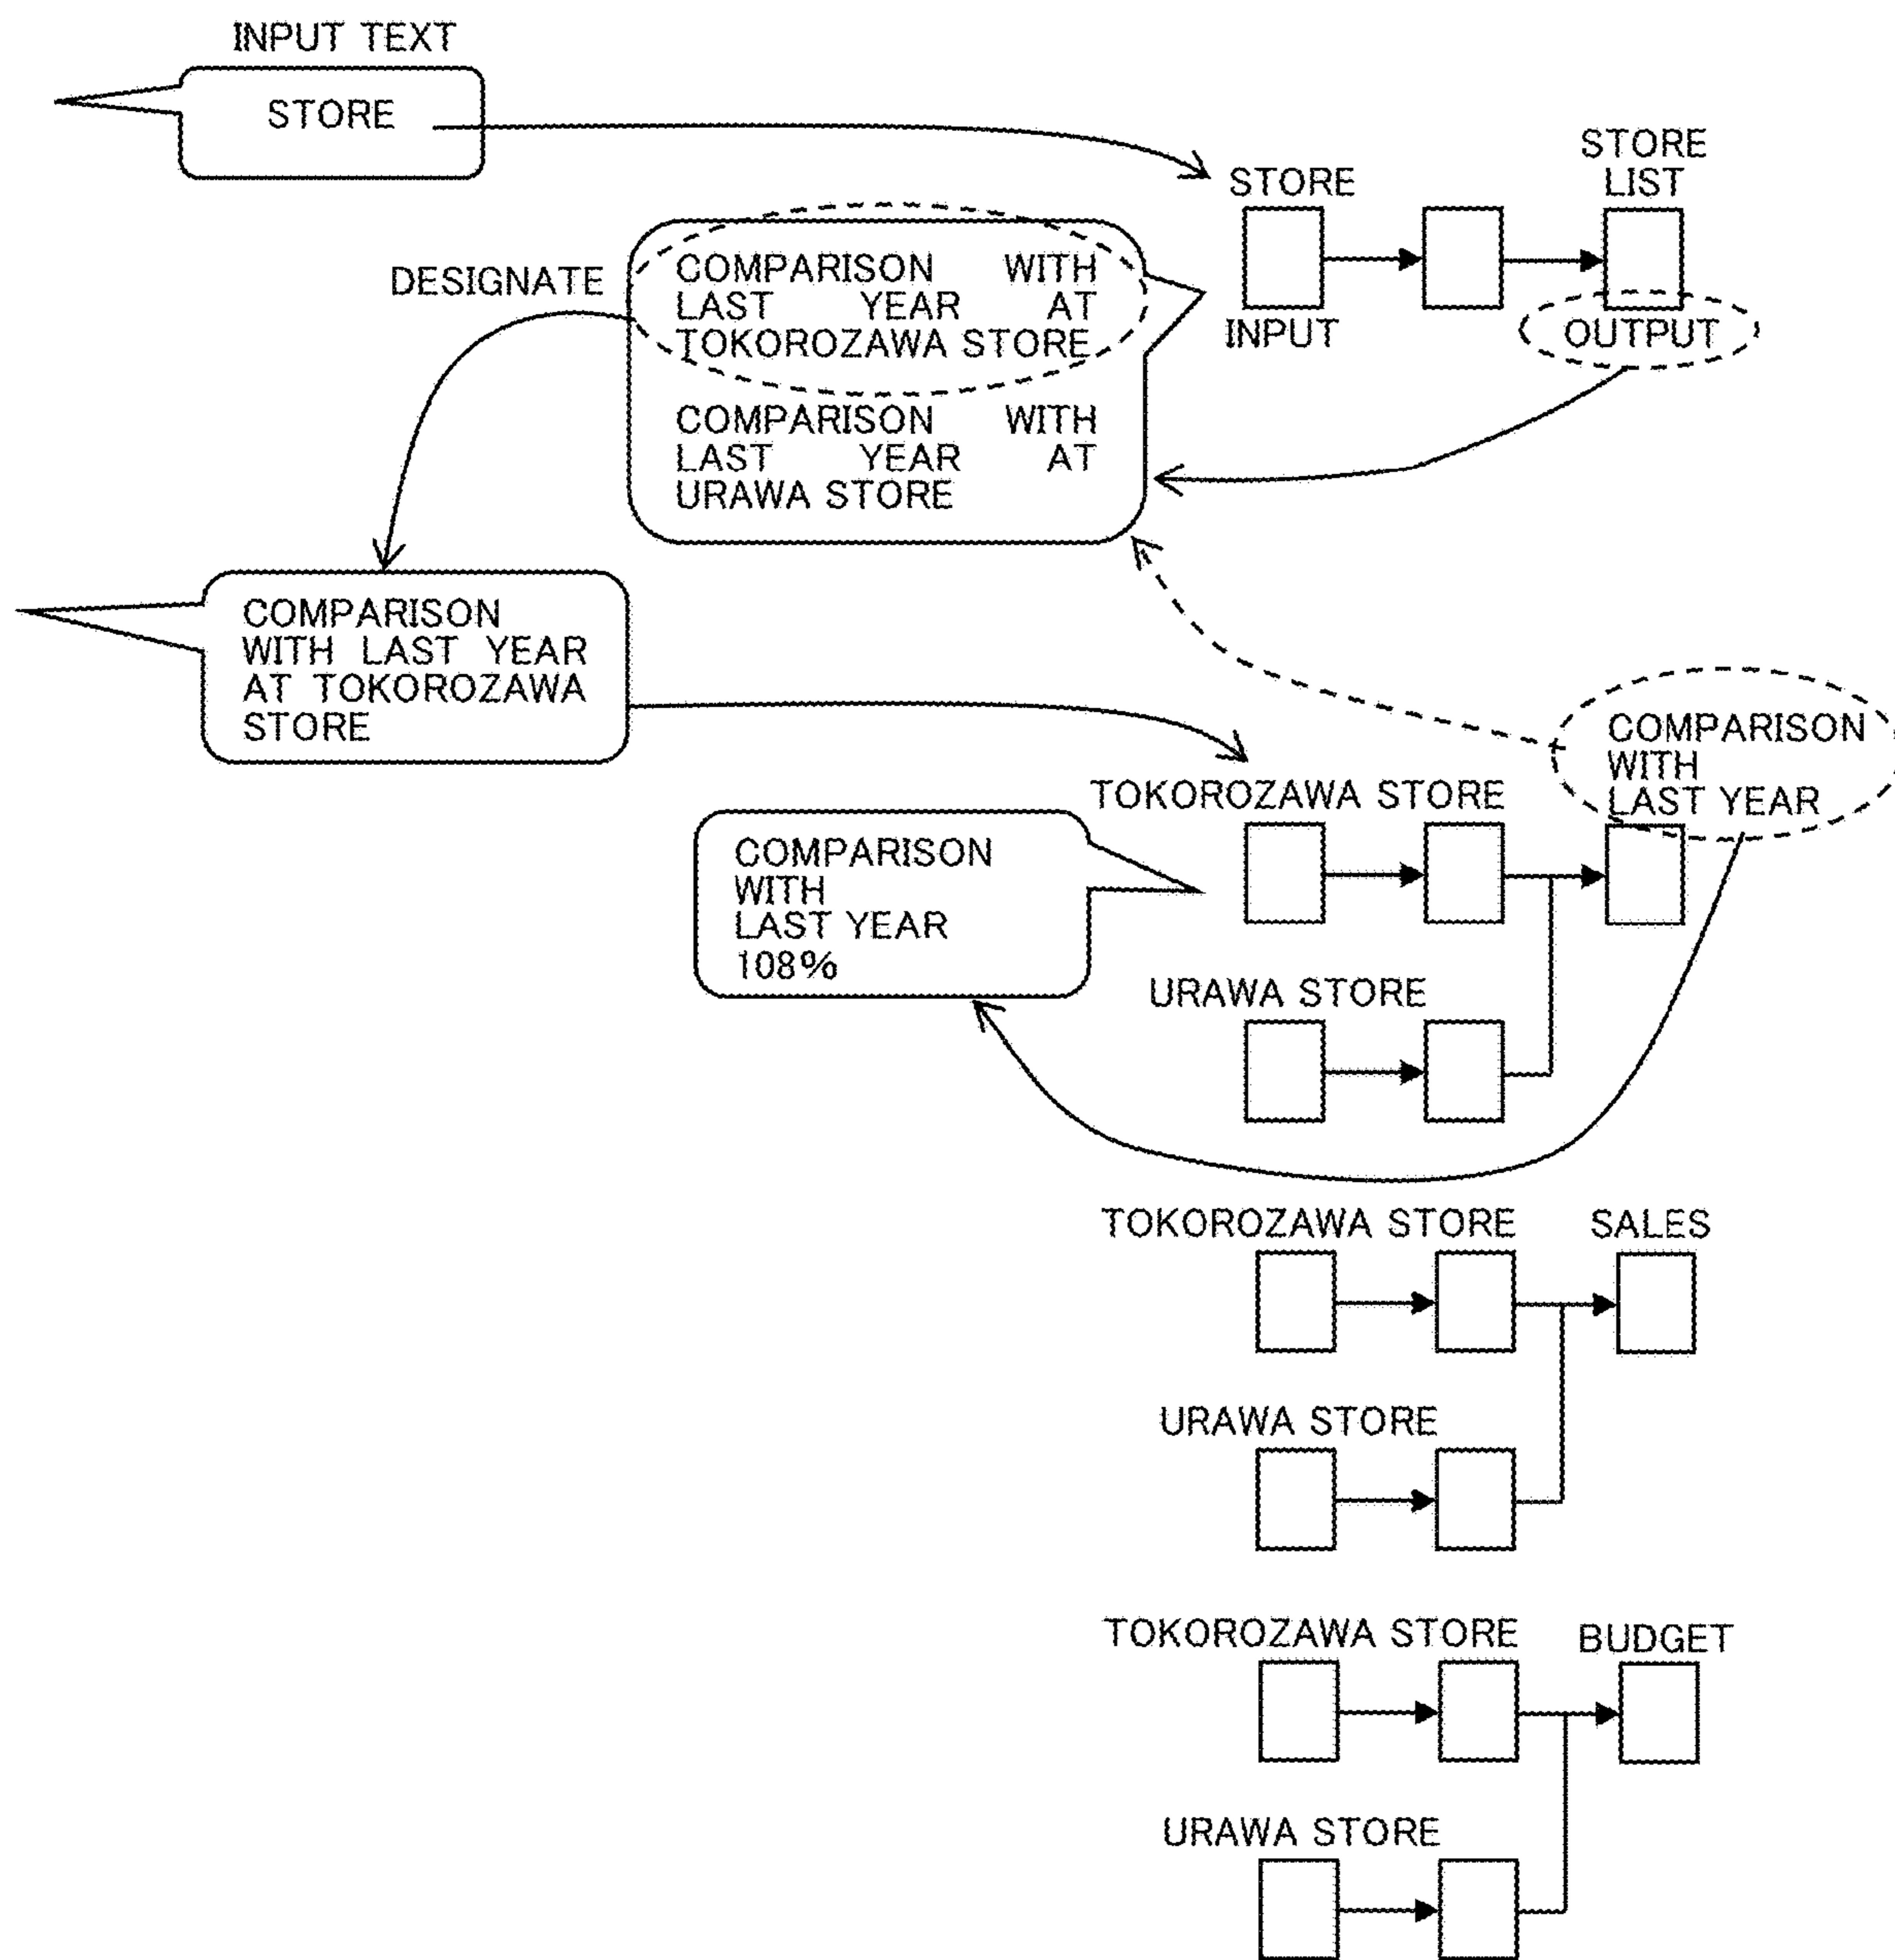 INPUT TEXT
STORE
STORE
STORE
LIST
INPUT
OUTPUT
DESIGNATE
COMPARISON WITH
LAST YEAR AT
TOKOROZAWA STORE
COMPARISON WITH
LAST YEAR AT
URAWA STORE
COMPARISON
WITH LAST YEAR
AT TOKOROZAWA
STORE
COMPARISON
WITH
LAST YEAR
TOKOROZAWA STORE
COMPARISON
WITH
LAST YEAR
108%
URAWA STORE
TOKOROZAWA STORE
SALES
URAWA STORE
TOKOROZAWA STORE
BUDGET
URAWA STORE